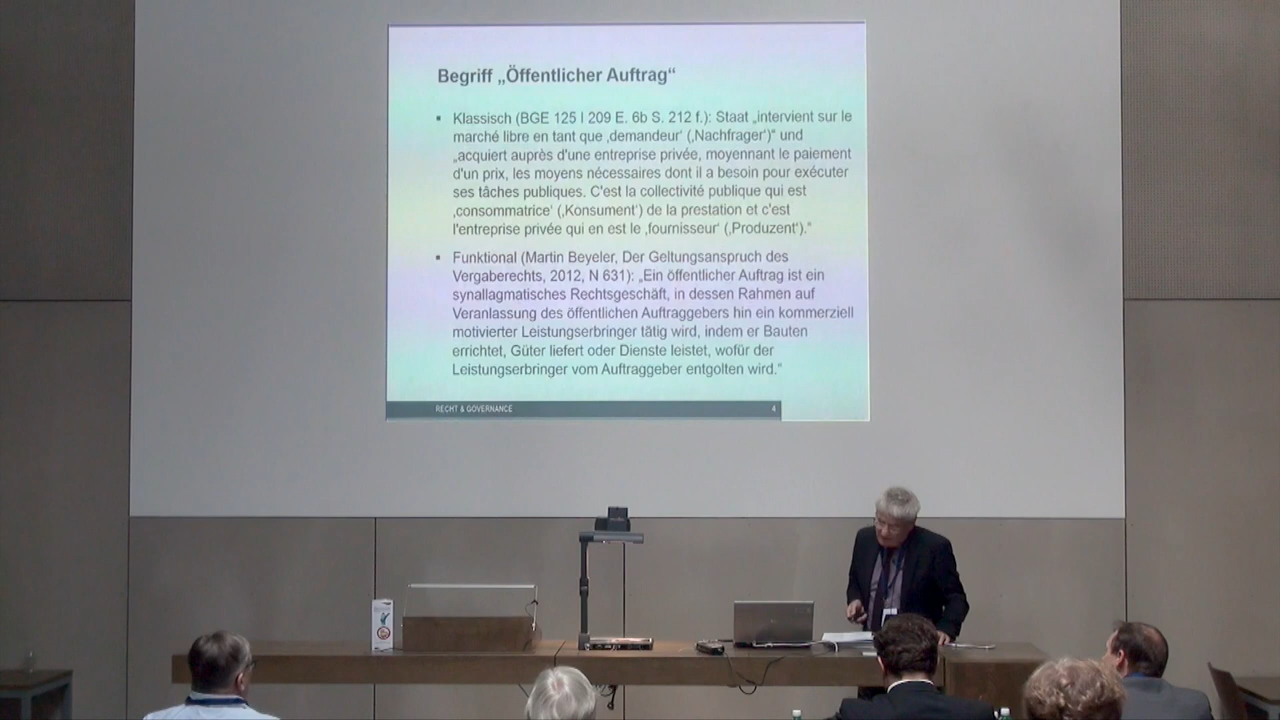 Begriff „Öffentlicher Auftrag“
▪ Klassisch (BGE 125 I 209 E. 6b S. 212 f.): Staat „intervient sur le
marché libre en tant que ‚demandeur‘ (‚Nachfrager‘)“ und
„acquiert auprès d'une entreprise privée, moyennant le paiement
d'un prix, les moyens nécessaires dont il a besoin pour exécuter
ses tâches publiques. C'est la collectivité publique qui est
‚consommatrice‘ (‚Konsument‘) de la prestation et c'est
l'entreprise privée qui en est le ‚fournisseur‘ (‚Produzent‘).“
▪ Funktional (Martin Beyeler, Der Geltungsanspruch des
Vergaberechts, 2012, N 631): „Ein öffentlicher Auftrag ist ein
synallagmatisches Rechtsgeschäft, in dessen Rahmen auf
Veranlassung des öffentlichen Auftraggebers hin ein kommerziell
motivierter Leistungserbringer tätig wird, indem er Bauten
errichtet, Güter liefert oder Dienste leistet, wofür der
Leistungserbringer vom Auftraggeber entgolten wird.“
RECHT & GOVERNANCE 4